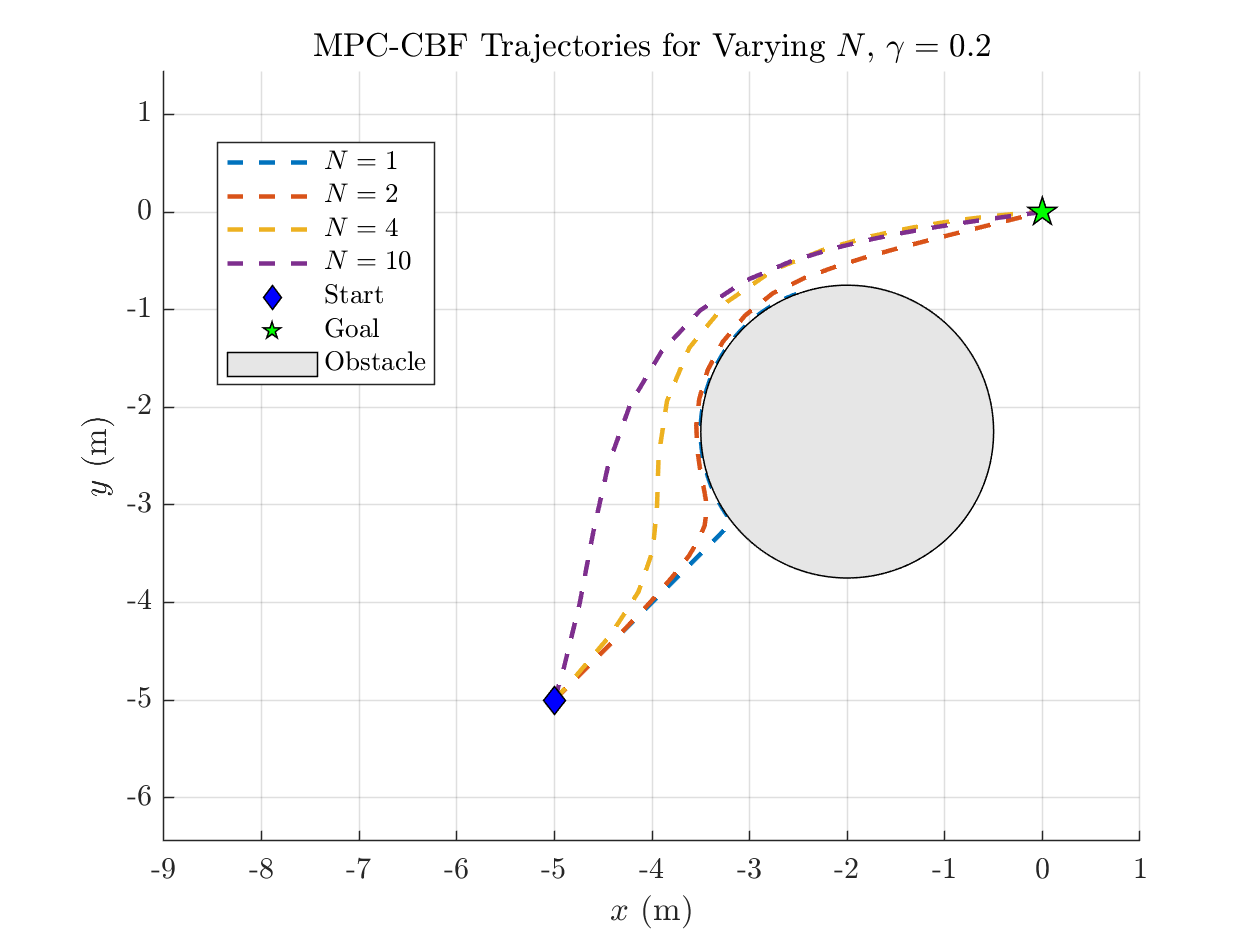 MPC-CBF Trajectories for Varying N, γ = 0.2
1
0
-1
-2
-3
-4
-5
-6
y (m)
N = 1
N = 2
N = 4
N = 10
Start
Goal
Obstacle
-9 -8 -7 -6 -5 -4 -3 -2 -1 0 1
x (m)